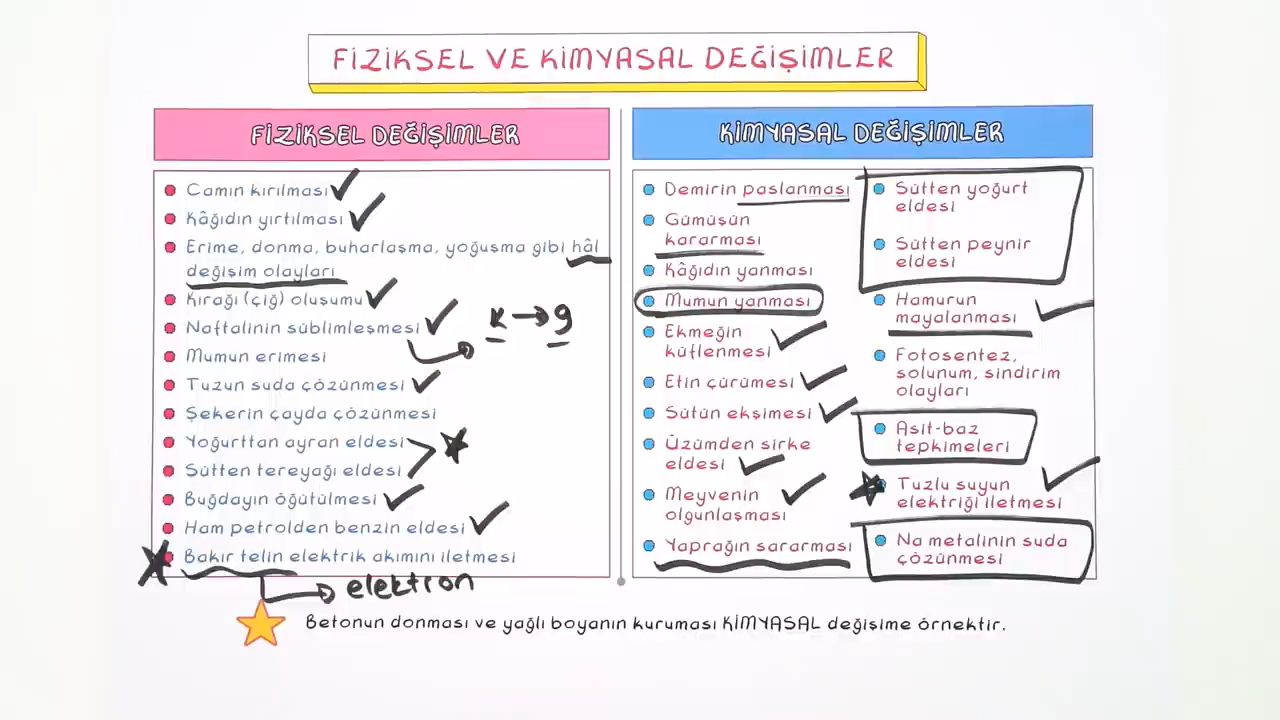 FİZİKSEL VE KİMYASAL DEĞİŞİMLER
FİZİKSEL DEĞİŞİMLER
Camın kırılması
Kâğıdın yırtılması
Erime, donma, buharlaşma, yoğuşma gibi hâl
değişim olayları
Kırağı (çiğ) oluşumu
Naftalinin süblimleşmesi
k → g
Mumun erimesi
Tuzun suda çözünmesi
Şekerin çayda çözünmesi
Yoğurttan ayran eldesi
Sütten tereyağı eldesi
Buğdayın öğütülmesi
Ham petrolden benzin eldesi
Bakır telin elektrik akımını iletmesi
elektron
KİMYASAL DEĞİŞİMLER
Demirin paslanması
Gümüşün
kararması
Kâğıdın yanması
Mumun yanması
Ekmeğin
küflenmesi
Etin çürümesi
Sütün ekşimesi
Üzümden sirke
eldesi
Meyvenin
olgunlaşması
Yaprağın sararması
Sütten yoğurt
eldesi
Sütten peynir
eldesi
Hamurun
mayalanması
Fotosentez,
solunum, sindirim
olayları
Asit-baz
tepkimeleri
Tuzlu suyun
elektriği iletmesi
Na metalinin suda
çözünmesi
Betonun donması ve yağlı boyanın kuruması KİMYASAL değişime örnektir.